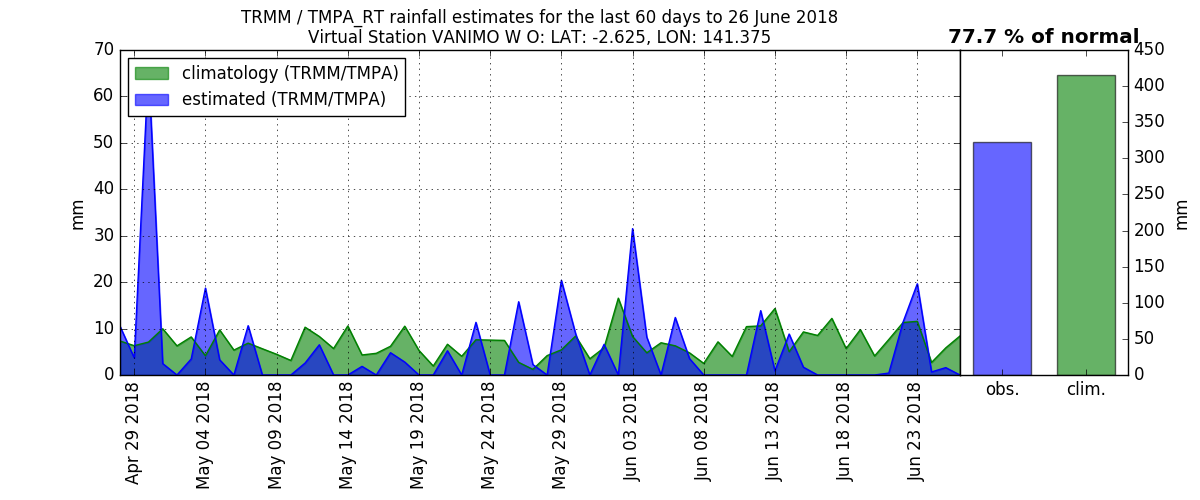 TRMM / TMPA_RT rainfall estimates for the last 60 days to 26 June 2018
Virtual Station VANIMO W O: LAT: -2.625, LON: 141.375
77.7 % of normal
climatology (TRMM/TMPA)
estimated (TRMM/TMPA)
70
60
50
40
30
20
10
0
mm
Apr 29 2018
May 04 2018
May 09 2018
May 14 2018
May 19 2018
May 24 2018
May 29 2018
Jun 03 2018
Jun 08 2018
Jun 13 2018
Jun 18 2018
Jun 23 2018
obs.
clim.
450
400
350
300
250
200
150
100
50
0
mm